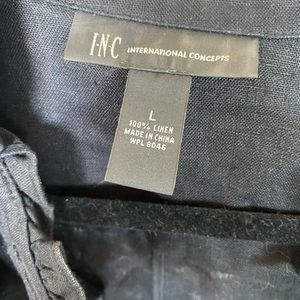 I·N·C INTERNATIONAL CONCEPTS
L
100% LINEN
MADE IN CHINA
WPL 8046